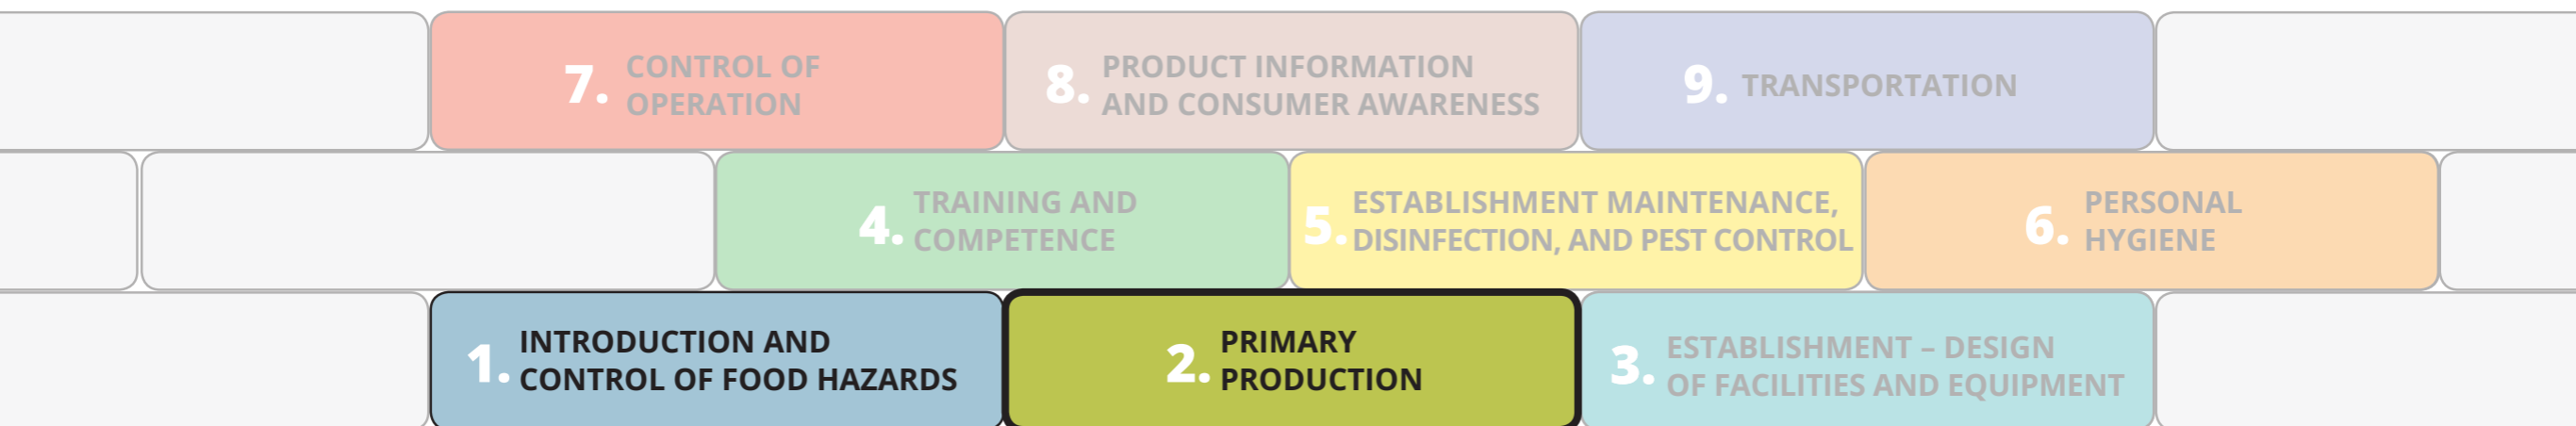 7. CONTROL OF
OPERATION
8. PRODUCT INFORMATION
AND CONSUMER AWARENESS
9. TRANSPORTATION
4. TRAINING AND
COMPETENCE
5. ESTABLISHMENT MAINTENANCE,
DISINFECTION, AND PEST CONTROL
6. PERSONAL
HYGIENE
1. INTRODUCTION AND
CONTROL OF FOOD HAZARDS
2. PRIMARY
PRODUCTION
3. ESTABLISHMENT – DESIGN
OF FACILITIES AND EQUIPMENT